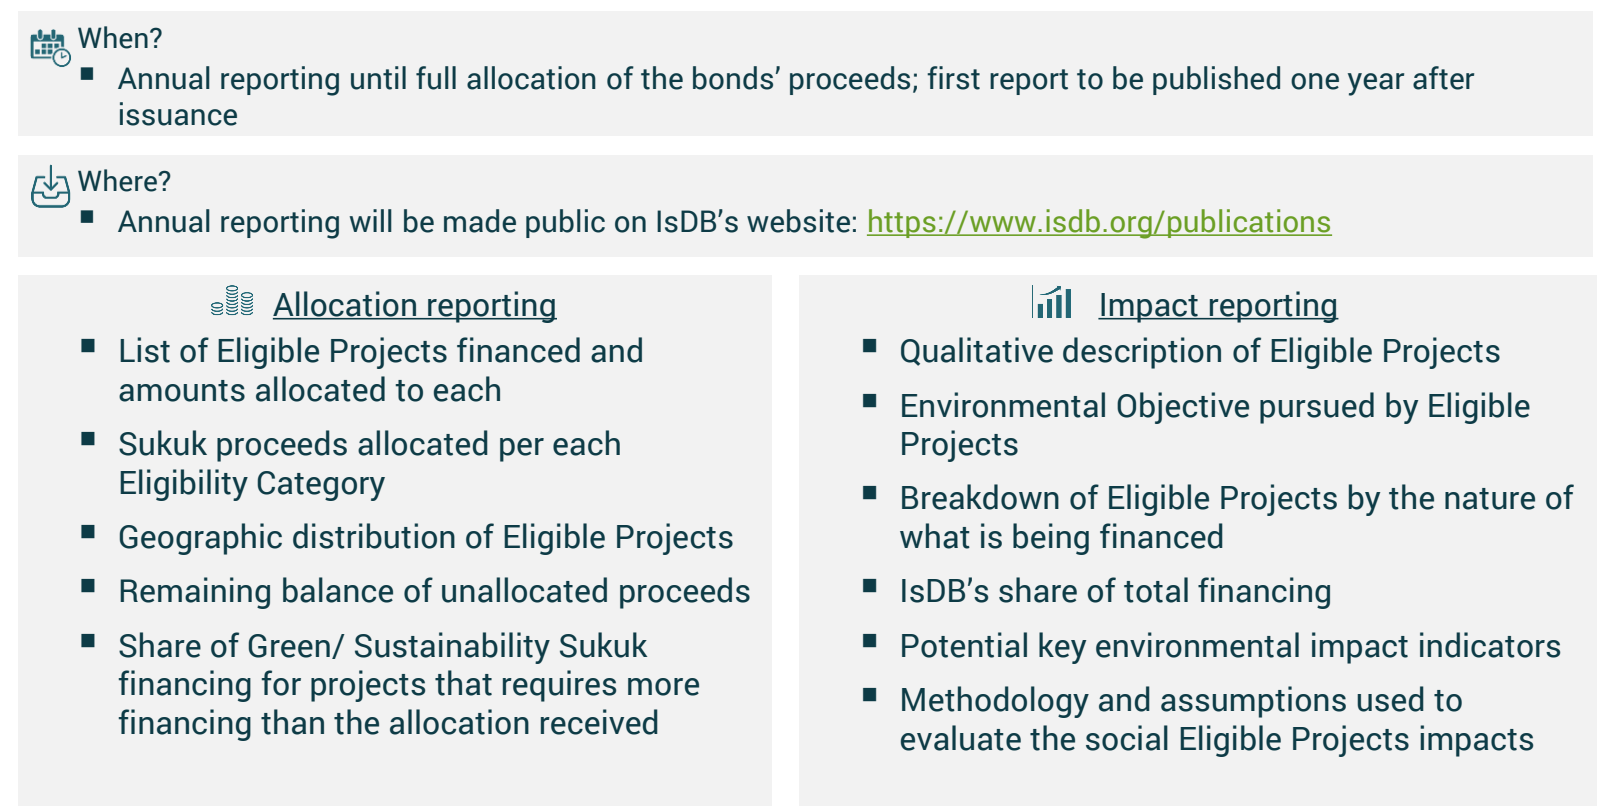 When?
▪ Annual reporting until full allocation of the bonds’ proceeds; first report to be published one year after
issuance
Where?
▪ Annual reporting will be made public on IsDB’s website: https://www.isdb.org/publications
Allocation reporting
▪ List of Eligible Projects financed and
amounts allocated to each
▪ Sukuk proceeds allocated per each
Eligibility Category
▪ Geographic distribution of Eligible Projects
▪ Remaining balance of unallocated proceeds
▪ Share of Green/ Sustainability Sukuk
financing for projects that requires more
financing than the allocation received
Impact reporting
▪ Qualitative description of Eligible Projects
▪ Environmental Objective pursued by Eligible
Projects
▪ Breakdown of Eligible Projects by the nature of
what is being financed
▪ IsDB’s share of total financing
▪ Potential key environmental impact indicators
▪ Methodology and assumptions used to
evaluate the social Eligible Projects impacts